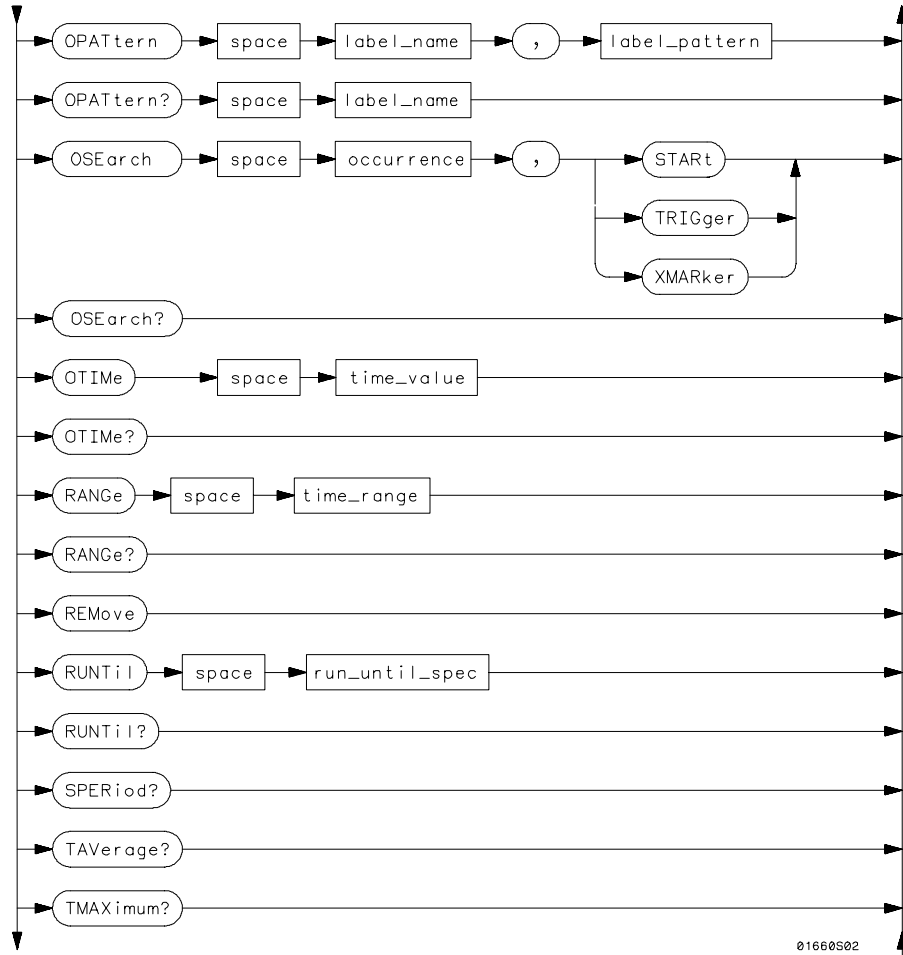 OPATtern space label_name , label_pattern
OPATtern? space label_name
OSEarch space occurrence , STARt
TRIGger
XMARker
OSEarch?
OTIMe space time_value
OTIMe?
RANGe space time_range
RANGe?
REMove
RUNTil space run_until_spec
RUNTil?
SPERiod?
TAVerage?
TMAXimum?
01660S02